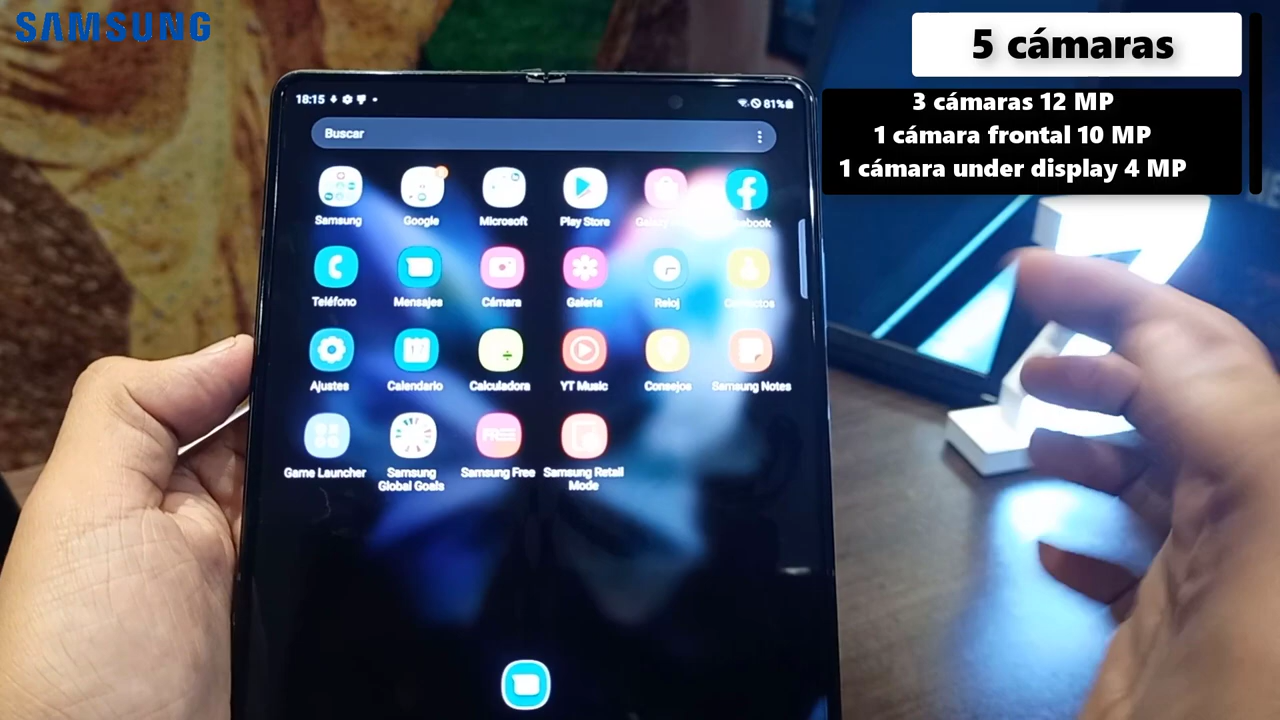 SAMSUNG
5 cámaras
3 cámaras 12 MP
1 cámara frontal 10 MP
1 cámara under display 4 MP
18:15
81%
Buscar
Samsung Google Microsoft Play Store
Teléfono Mensajes Cámara Galería Reloj Contactos
17
Ajustes Calendario Calculadora YT Music Consejos Samsung Notes
Game Launcher Samsung Global Goals Samsung Free Samsung Retail Mode